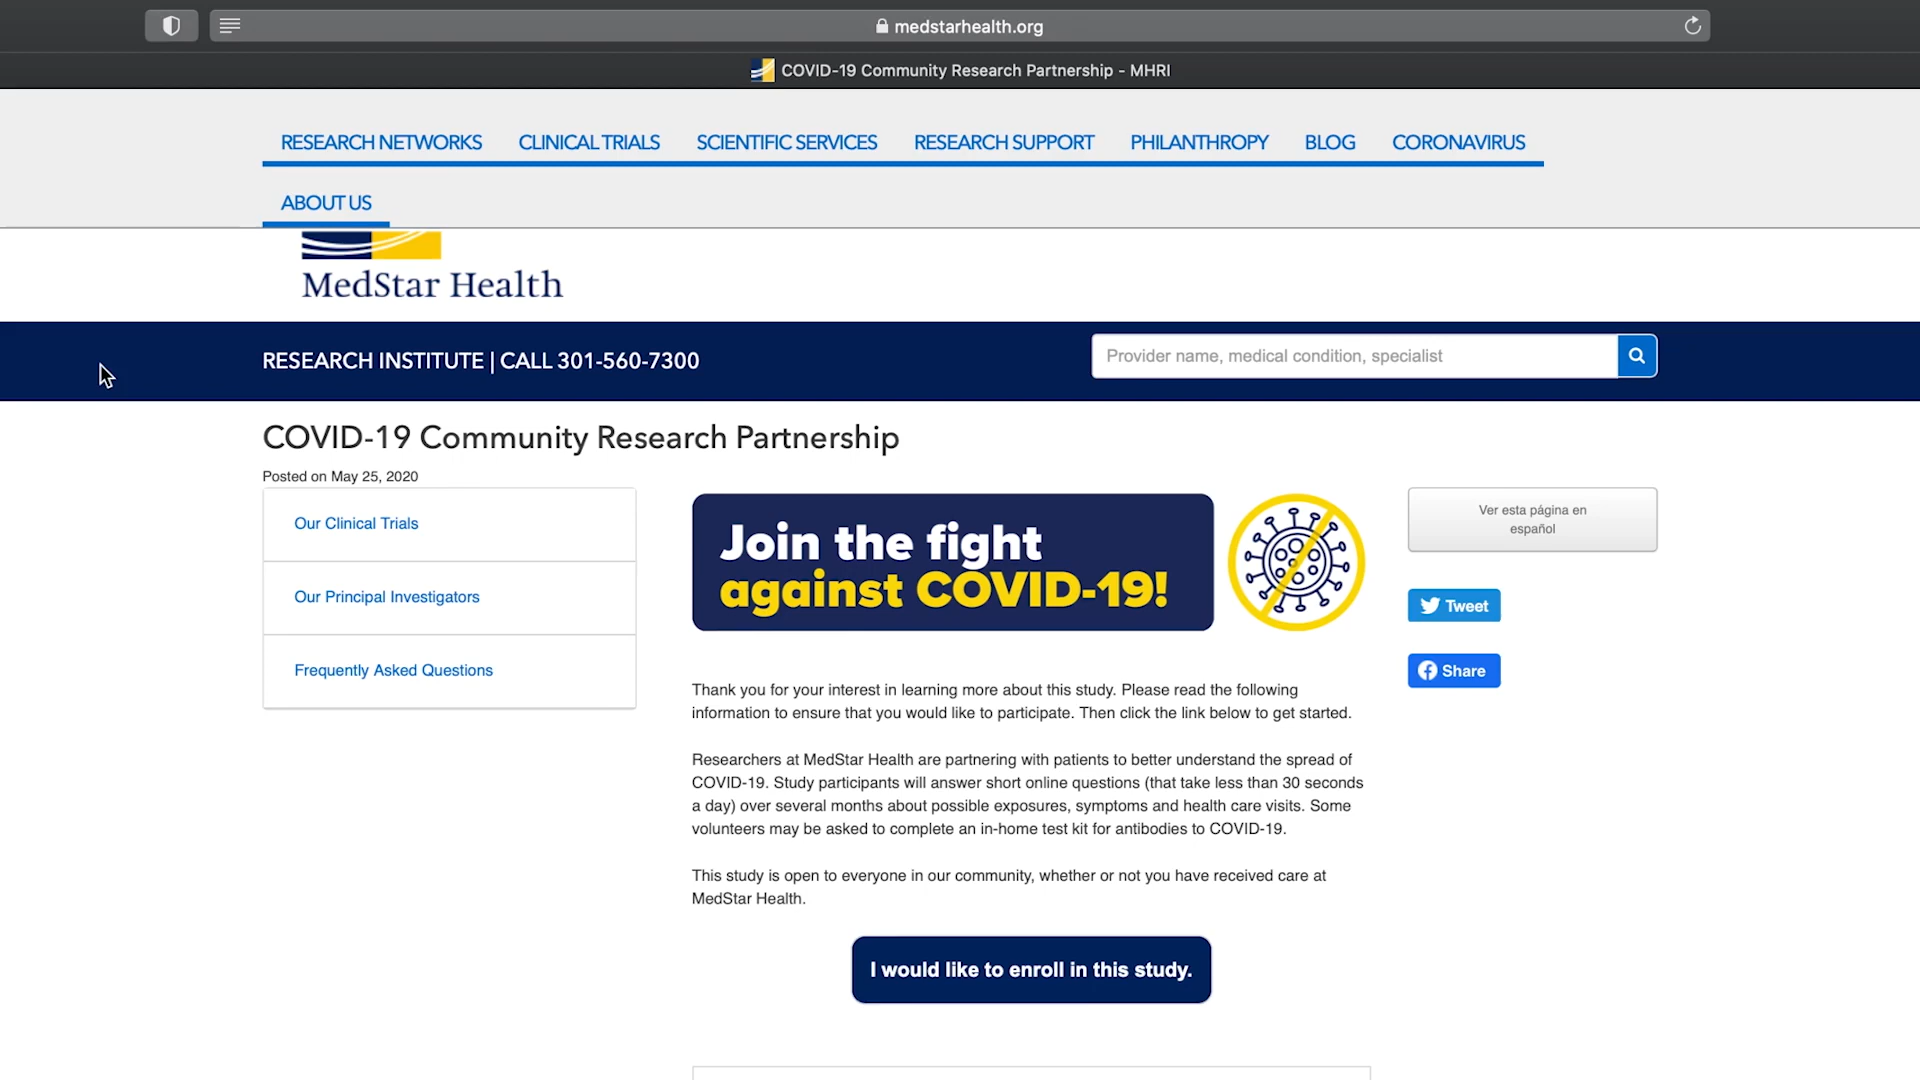 medstarhealth.org
COVID-19 Community Research Partnership - MHRI
RESEARCH NETWORKS CLINICAL TRIALS SCIENTIFIC SERVICES RESEARCH SUPPORT PHILANTHROPY BLOG CORONAVIRUS
ABOUT US
MedStar Health
RESEARCH INSTITUTE | CALL 301-560-7300
Provider name, medical condition, specialist
COVID-19 Community Research Partnership
Posted on May 25, 2020
Our Clinical Trials
Our Principal Investigators
Frequently Asked Questions
Join the fight
against COVID-19!
Thank you for your interest in learning more about this study. Please read the following
information to ensure that you would like to participate. Then click the link below to get started.
Researchers at MedStar Health are partnering with patients to better understand the spread of
COVID-19. Study participants will answer short online questions (that take less than 30 seconds
a day) over several months about possible exposures, symptoms and health care visits. Some
volunteers may be asked to complete an in-home test kit for antibodies to COVID-19.
This study is open to everyone in our community, whether or not you have received care at
MedStar Health.
I would like to enroll in this study.
Ver esta página en
español
Tweet
Share